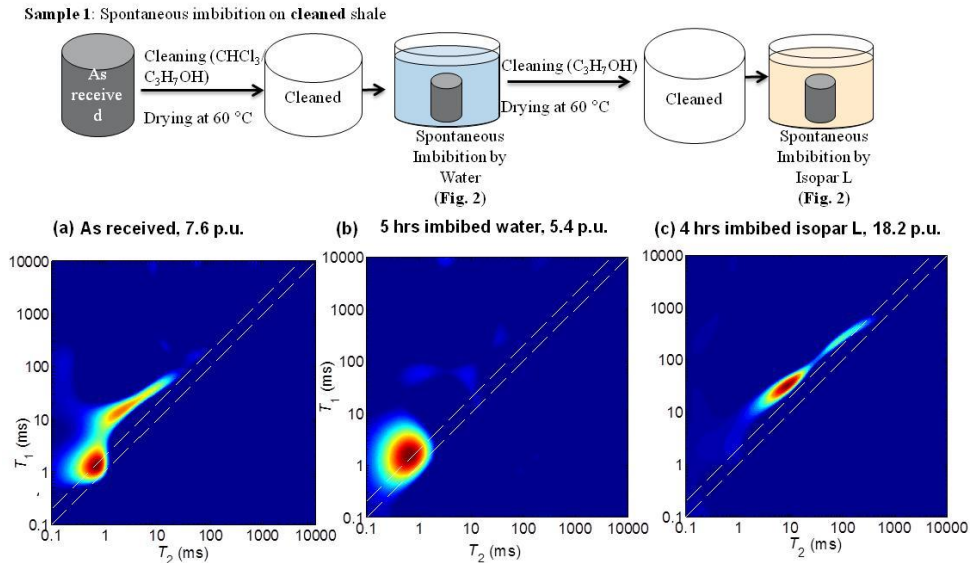 Sample 1: Spontaneous imbibition on cleaned shale
As
receive
d
Cleaning (CHCl3/
C3H7OH)
Drying at 60 °C
Cleaned
Spontaneous
Imbibition by
Water
(Fig. 2)
Cleaning (C3H7OH)
Drying at 60 °C
Cleaned
Spontaneous
Imbibition by
Isopar L
(Fig. 2)
(a) As received, 7.6 p.u.
10000
1000
100
10
1
0.1
T1 (ms)
0.1 1 10 100 1000 10000
T2 (ms)
(b) 5 hrs imbibed water, 5.4 p.u.
10000
1000
100
10
1
0.1
T1 (ms)
0.1 1 10 100 1000 10000
T2 (ms)
(c) 4 hrs imbibed isopar L, 18.2 p.u.
10000
1000
100
10
1
0.1
T1 (ms)
0.1 1 10 100 1000 10000
T2 (ms)